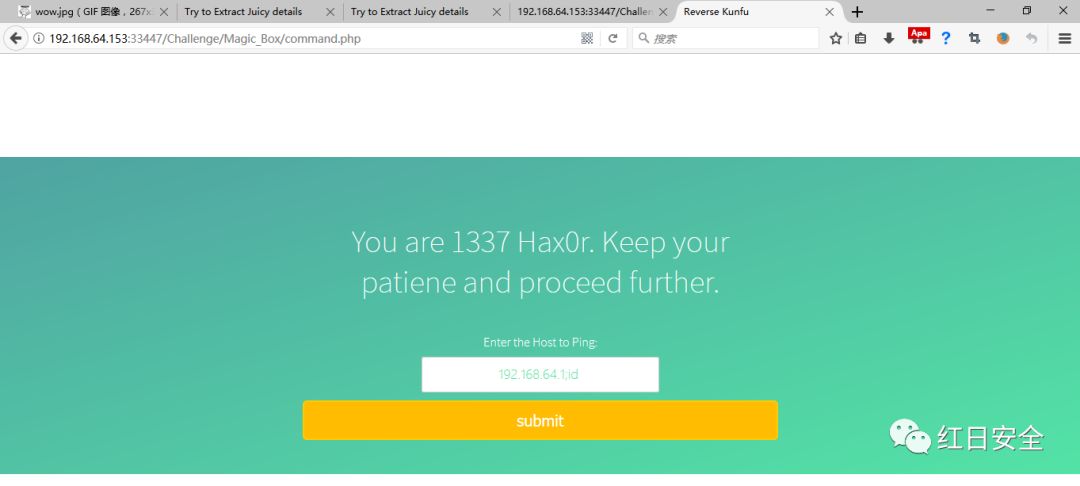 wow.jpg ( GIF 图像 , 267x
Try to Extract Juicy details
Try to Extract Juicy details
192.168.64.153:33447/Challen
Reverse Kunfu
192.168.64.153:33447/Challenge/Magic_Box/command.php
搜索
Apa
You are 1337 Hax0r. Keep your
patiene and proceed further.
Enter the Host to Ping:
192.168.64.1;id
submit
红日安全